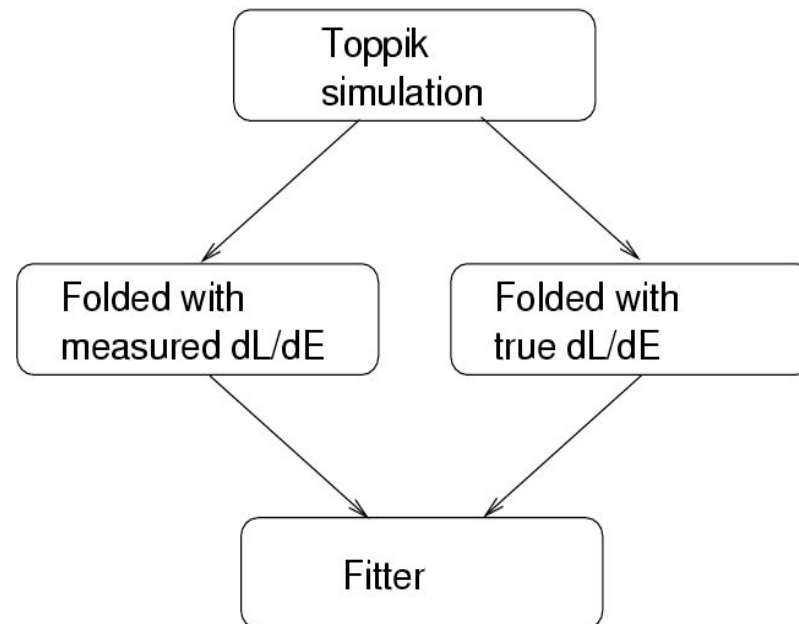 Toppik
simulation
Folded with
measured dL/dE
Folded with
true dL/dE
Fitter